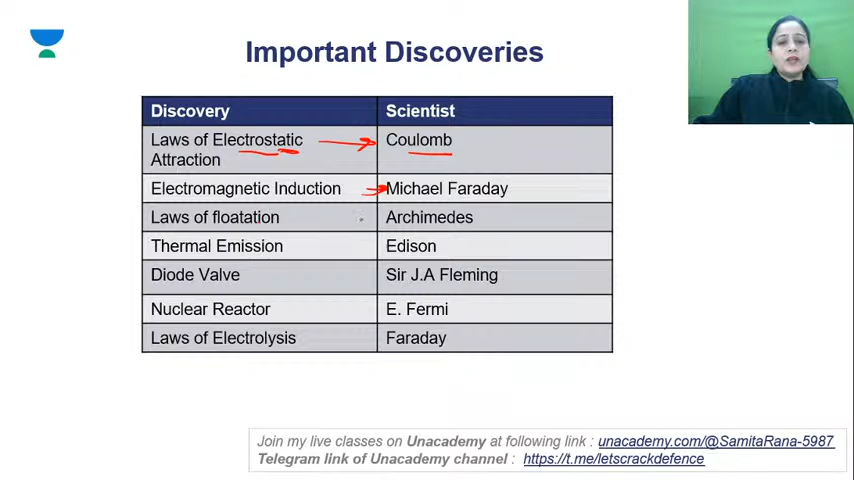 Important Discoveries
Discovery Scientist
Laws of Electrostatic Coulomb
Attraction
Electromagnetic Induction Michael Faraday
Laws of floatation Archimedes
Thermal Emission Edison
Diode Valve Sir J.A Fleming
Nuclear Reactor E. Fermi
Laws of Electrolysis Faraday
Join my live classes on Unacademy at following link : unacademy.com/@SamitaRana-5987
Telegram link of Unacademy channel : https://t.me/letscrackdefence